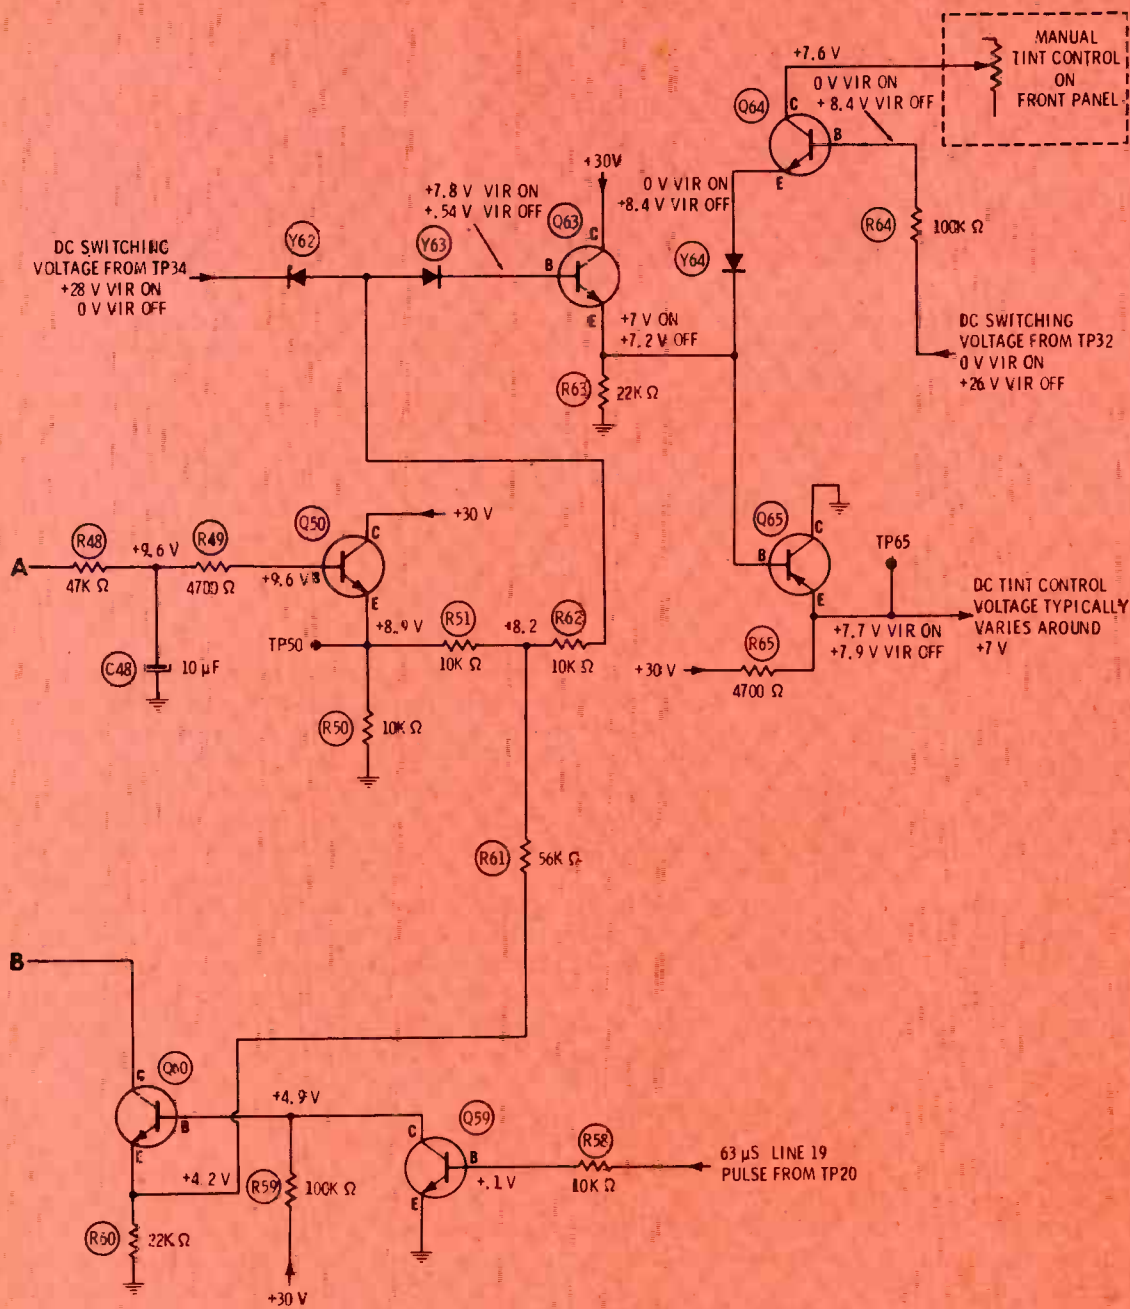 MANUAL
TINT CONTROL
ON
FRONT PANEL
+7.6 V
0 V VIR ON
+8.4 V VIR OFF
Q64
C
B
E
+30V
0 V VIR ON
+8.4 V VIR OFF
+7.8 V VIR ON
+.54 V VIR OFF
Q63
C
B
E
R64
100K Ω
DC SWITCHING
VOLTAGE FROM TP34
+28 V VIR ON
0 V VIR OFF
Y62
Y63
Y64
+7 V ON
+7.2 V OFF
DC SWITCHING
VOLTAGE FROM TP32
0 V VIR ON
+26 V VIR OFF
R63
22K Ω
R48
+9.6 V
R49
Q50
C
+30 V
Q65
C
B
E
TP65
A
47K Ω
4700 Ω
+9.6 V
B
E
DC TINT CONTROL
VOLTAGE TYPICALLY
VARIES AROUND
+7 V
TP50
+8.9 V
R51
+8.2
R62
+7.7 V VIR ON
+7.9 V VIR OFF
C48
10 µF
10K Ω
10K Ω
+30 V
R65
4700 Ω
R50
10K Ω
R61
56K Ω
B
C
Q60
B
E
+4.9 V
Q59
C
B
E
R58
63 µS LINE 19
PULSE FROM TP20
+4.2 V
R59
100K Ω
+.1 V
10K Ω
R60
22K Ω
+30 V